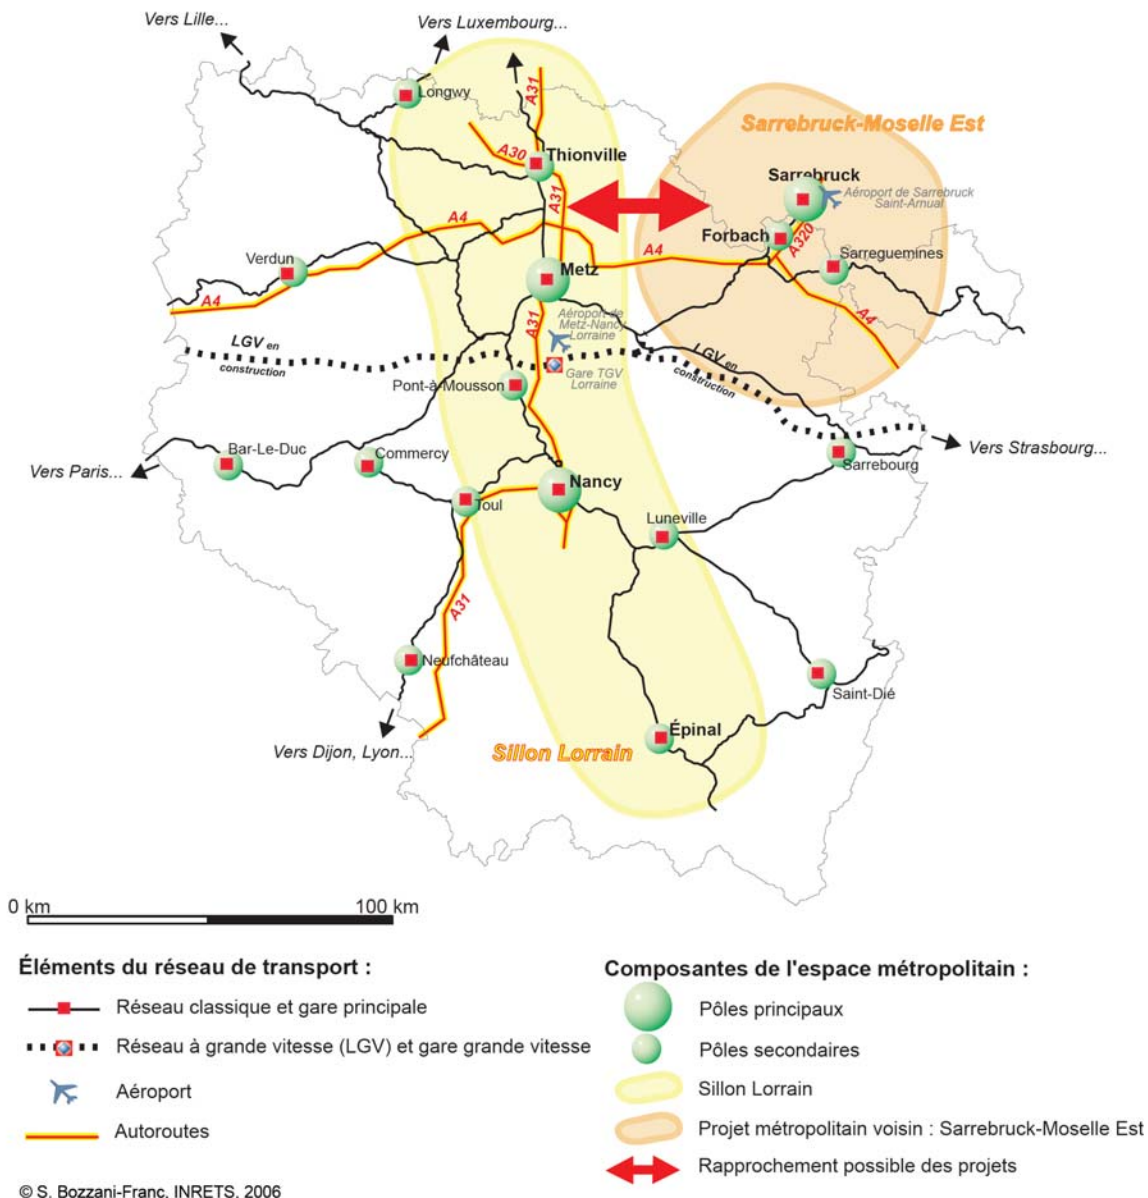 Vers Lille...
Vers Luxembourg...
Longwy
A31
A30
Thionville
A31
Sarrebruck-Moselle Est
Sarrebruck
Aéroport de Sarrebruck
Saint-Arnual
Forbach
A320
Sarreguemines
A4
Verdun
A4
Metz
A4
A4
A31
Aéroport de
Metz-Nancy
Lorraine
LGV en
construction
LGV en
construction
Gare TGV
Lorraine
Pont-à-Mousson
Bar-Le-Duc
Commercy
Sarrebourg
Vers Strasbourg...
Vers Paris...
Nancy
Toul
Luneville
A31
Neufchâteau
Saint-Dié
Épinal
Vers Dijon, Lyon...
Sillon Lorrain
0 km
100 km
Éléments du réseau de transport :
Réseau classique et gare principale
Réseau à grande vitesse (LGV) et gare grande vitesse
Aéroport
Autoroutes
Composantes de l'espace métropolitain :
Pôles principaux
Pôles secondaires
Sillon Lorrain
Projet métropolitain voisin : Sarrebruck-Moselle Est
Rapprochement possible des projets
© S. Bozzani-Franc, INRETS, 2006